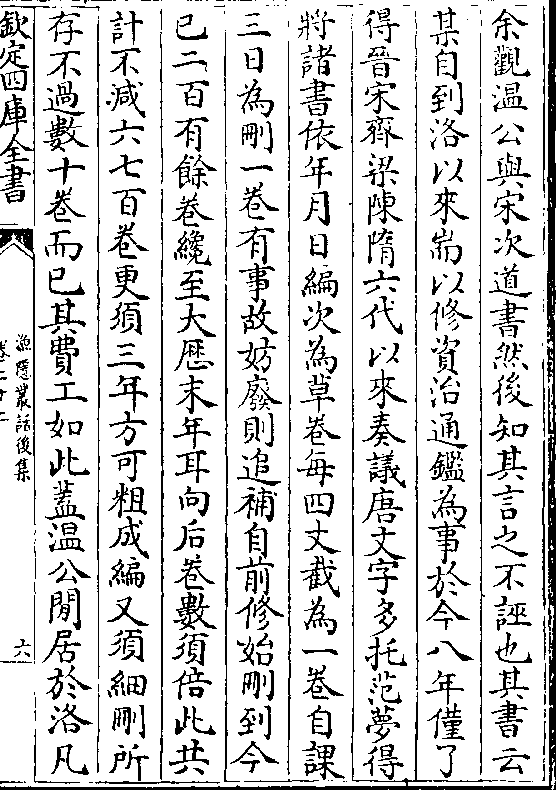 余觀温公與宋次道書然後知其言之不誣也其書云
某自到洛以來耑以修資治通鑑為事於今八年僅了
得晉宋齊梁陳隋六代以來奏議唐文字多托范夢得
將諸書依年月日編次為草卷每四丈截為一卷自課
三日為刪一卷有事故妨廢則追補自前修始刪到今
已二百有餘卷纔至大厯末年耳向后卷數須倍此共
計不減六七百卷更須三年方可粗成編又須細刪所
存不過數十卷而已其費工如此蓋温公閒居於洛凡
欽定四庫全書
漁隱叢話後集
六